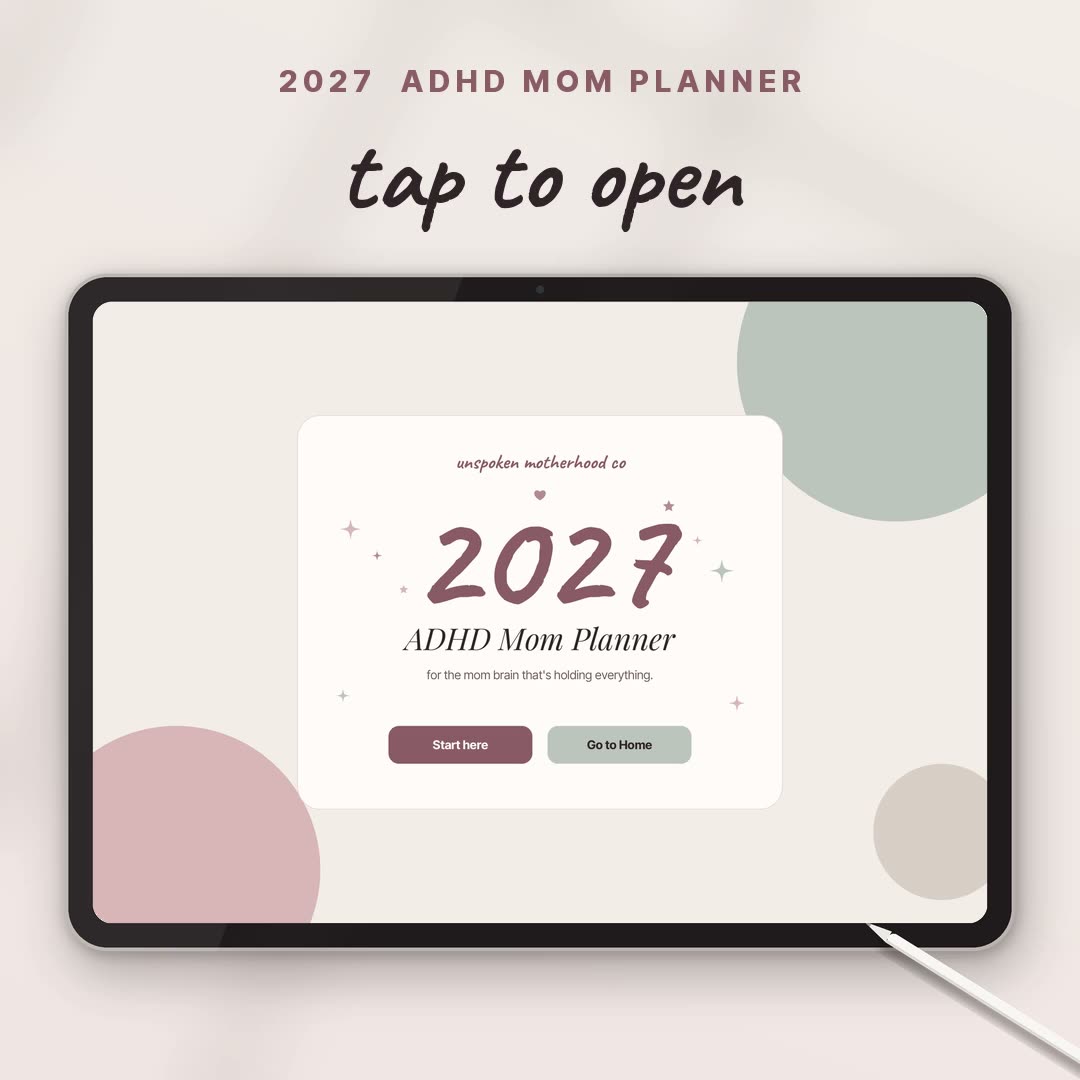 2027 ADHD MOM PLANNER
tap to open
unspoken motherhood co
2027
ADHD Mom Planner
for the mom brain that's holding everything.
Start here
Go to Home